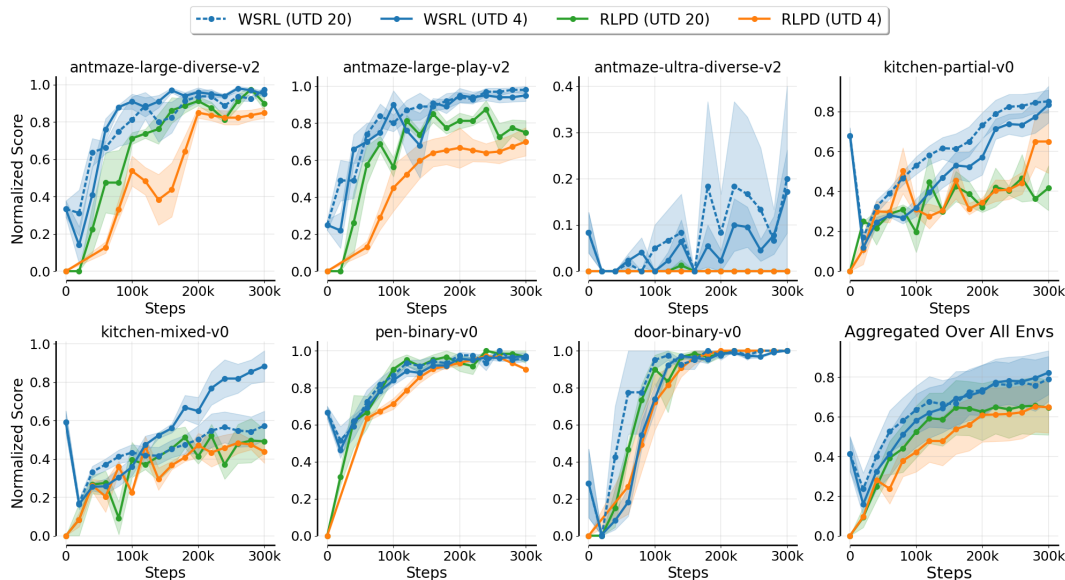 WSRL (UTD 20) WSRL (UTD 4) RLPD (UTD 20) RLPD (UTD 4)
antmaze-large-diverse-v2
Normalized Score
1.0
0.8
0.6
0.4
0.2
0.0
0 100k 200k 300k
Steps
antmaze-large-play-v2
1.0
0.8
0.6
0.4
0.2
0.0
0 100k 200k 300k
Steps
antmaze-ultra-diverse-v2
0.4
0.3
0.2
0.1
0.0
0 100k 200k 300k
Steps
kitchen-partial-v0
0.8
0.6
0.4
0.2
0.0
0 100k 200k 300k
Steps
kitchen-mixed-v0
Normalized Score
1.0
0.8
0.6
0.4
0.2
0.0
0 100k 200k 300k
Steps
pen-binary-v0
1.0
0.8
0.6
0.4
0.2
0.0
0 100k 200k 300k
Steps
door-binary-v0
1.0
0.8
0.6
0.4
0.2
0.0
0 100k 200k 300k
Steps
Aggregated Over All Envs
0.8
0.6
0.4
0.2
0.0
0 100k 200k 300k
Steps